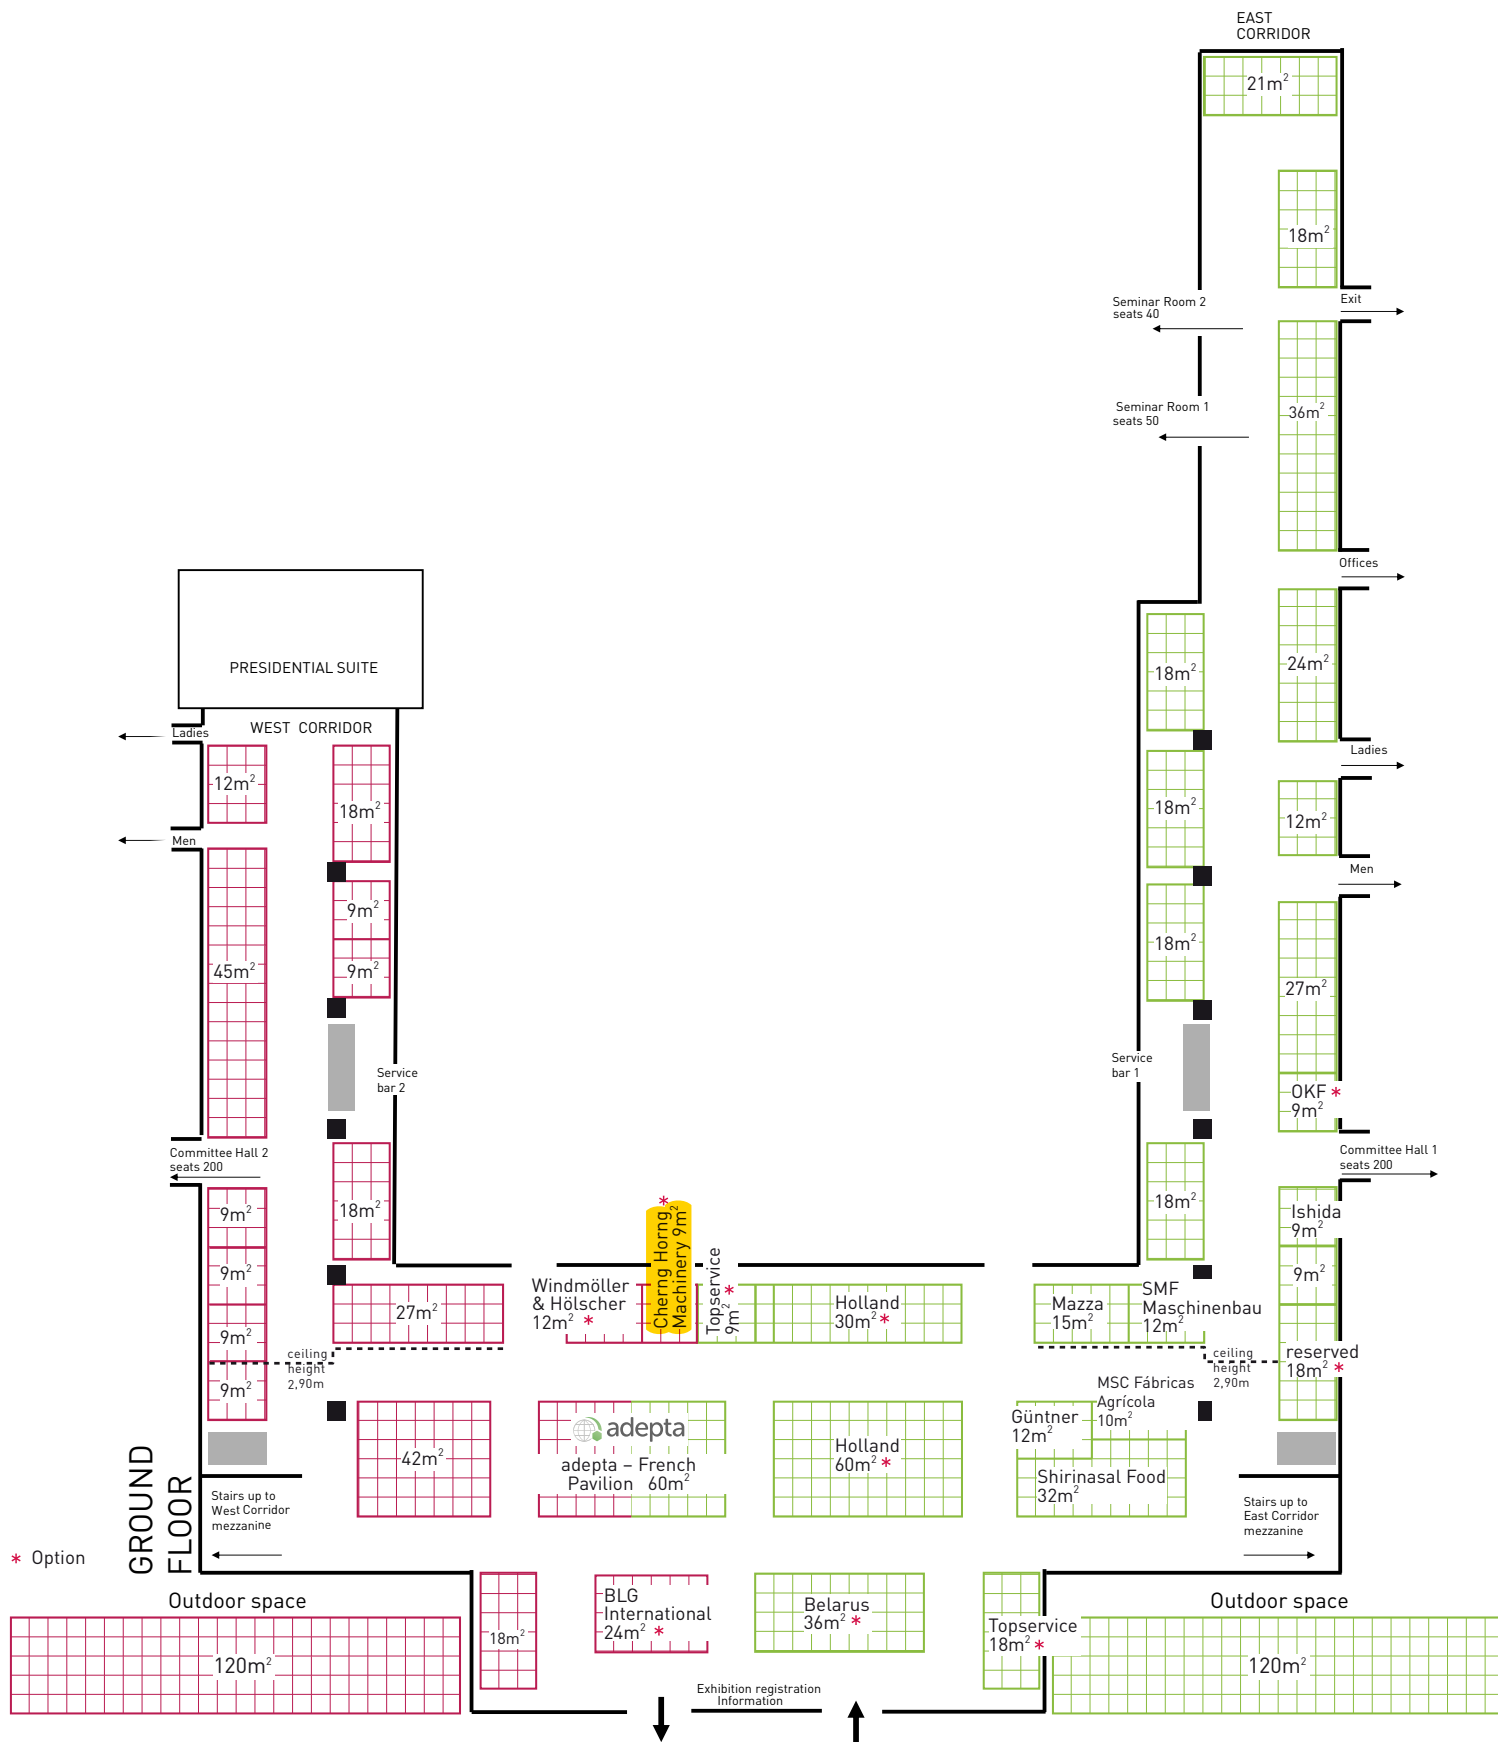 EAST
CORRIDOR
21m²
18m²
Exit
Seminar Room 2
seats 40
Seminar Room 1
seats 50
36m²
Offices
24m²
18m²
Ladies
18m²
12m²
Men
18m²
27m²
Service
bar 1
OKF *
9m²
Committee Hall 1
seats 200
18m²
Ishida
9m²
9m²
reserved
18m² *
PRESIDENTIAL SUITE
WEST CORRIDOR
Ladies
12m²
18m²
Men
9m²
45m²
9m²
Service
bar 2
Committee Hall 2
seats 200
9m²
18m²
9m²
9m²
9m²
27m²
ceiling
height
2,90m
Windmöller
& Hölscher
12m² *
*
Cherng Horng
Machinery 9m²
Topservice
9m² *
Holland
30m² *
Mazza
15m²
SMF
Maschinenbau
12m²
ceiling
height
2,90m
42m²
adepta
adepta – French
Pavilion 60m²
Holland
60m² *
Güntner
12m²
MSC Fábricas
Agrícola
10m²
Shirinasal Food
32m²
GROUND
FLOOR
Stairs up to
West Corridor
mezzanine
Stairs up to
East Corridor
mezzanine
* Option
Outdoor space
120m²
18m²
BLG
International
24m² *
Belarus
36m² *
Topservice
18m² *
Outdoor space
120m²
Exhibition registration
Information